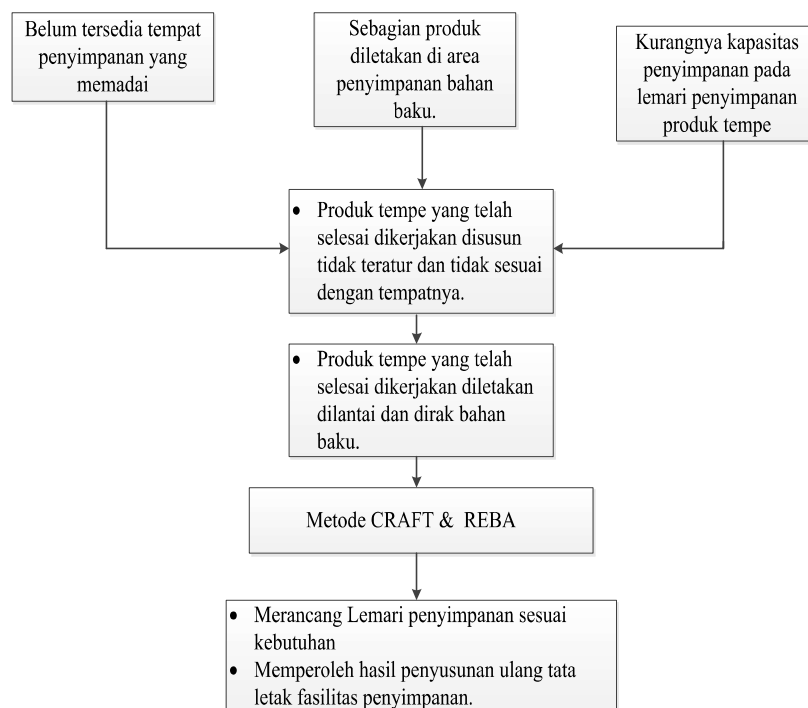 Belum tersedia tempat
penyimpanan yang
memadai
Sebagian produk
diletakan di area
penyimpanan bahan
baku.
Kurangnya kapasitas
penyimpanan pada
lemari penyimpanan
produk tempe
• Produk tempe yang telah
selesai dikerjakan disusun
tidak teratur dan tidak sesuai
dengan tempatnya.
• Produk tempe yang telah
selesai dikerjakan diletakan
dilantai dan dirak bahan
baku.
Metode CRAFT & REBA
• Merancang Lemari penyimpanan sesuai
kebutuhan
• Memperoleh hasil penyusunan ulang tata
letak fasilitas penyimpanan.